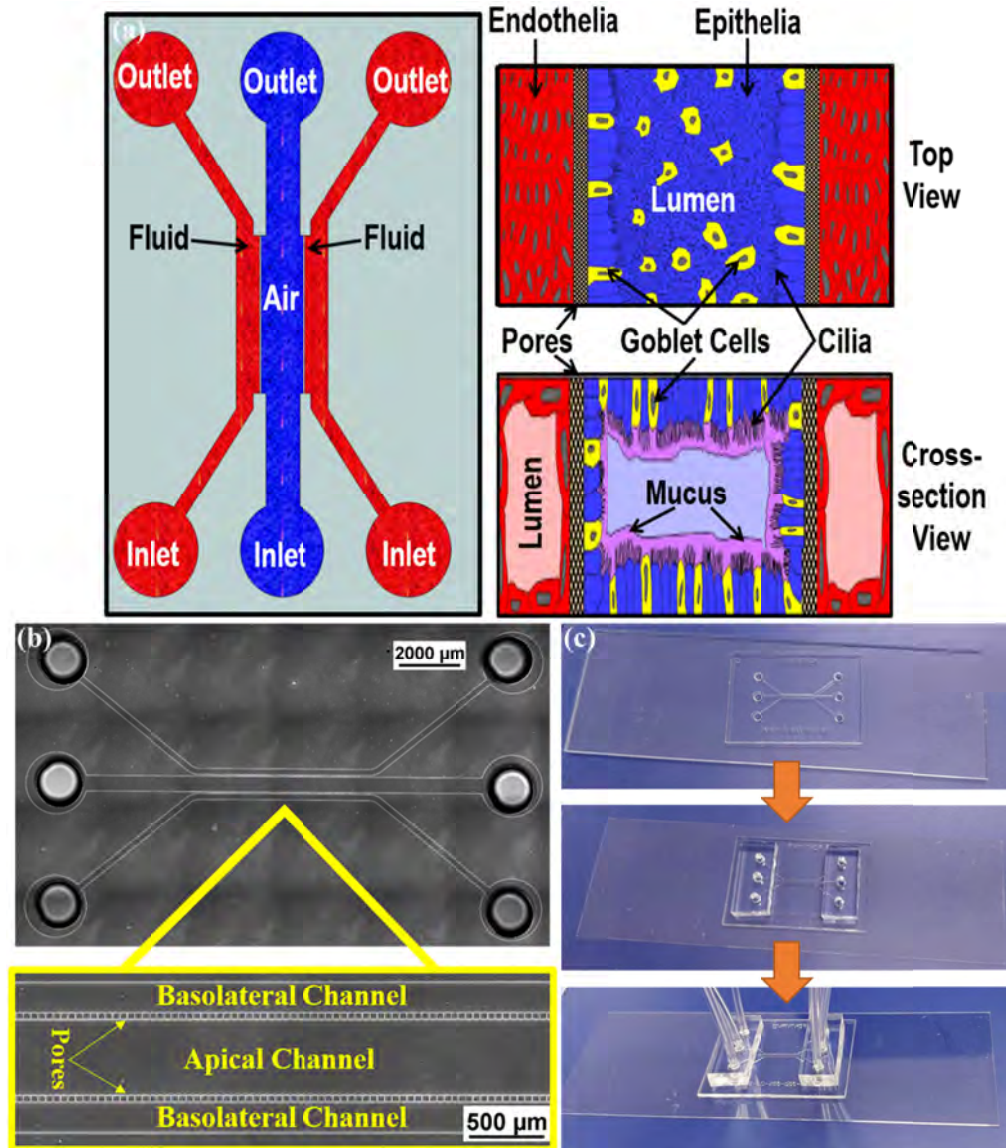 (a)
Outlet
Outlet
Outlet
Fluid
Fluid
Air
Inlet
Inlet
Inlet
Endothelia
Epithelia
Lumen
Top
View
Pores
Goblet Cells
Cilia
Lumen
Mucus
Cross-
section
View
(b)
2000 µm
Basolateral Channel
Pores
Apical Channel
Basolateral Channel
500 µm
(c)